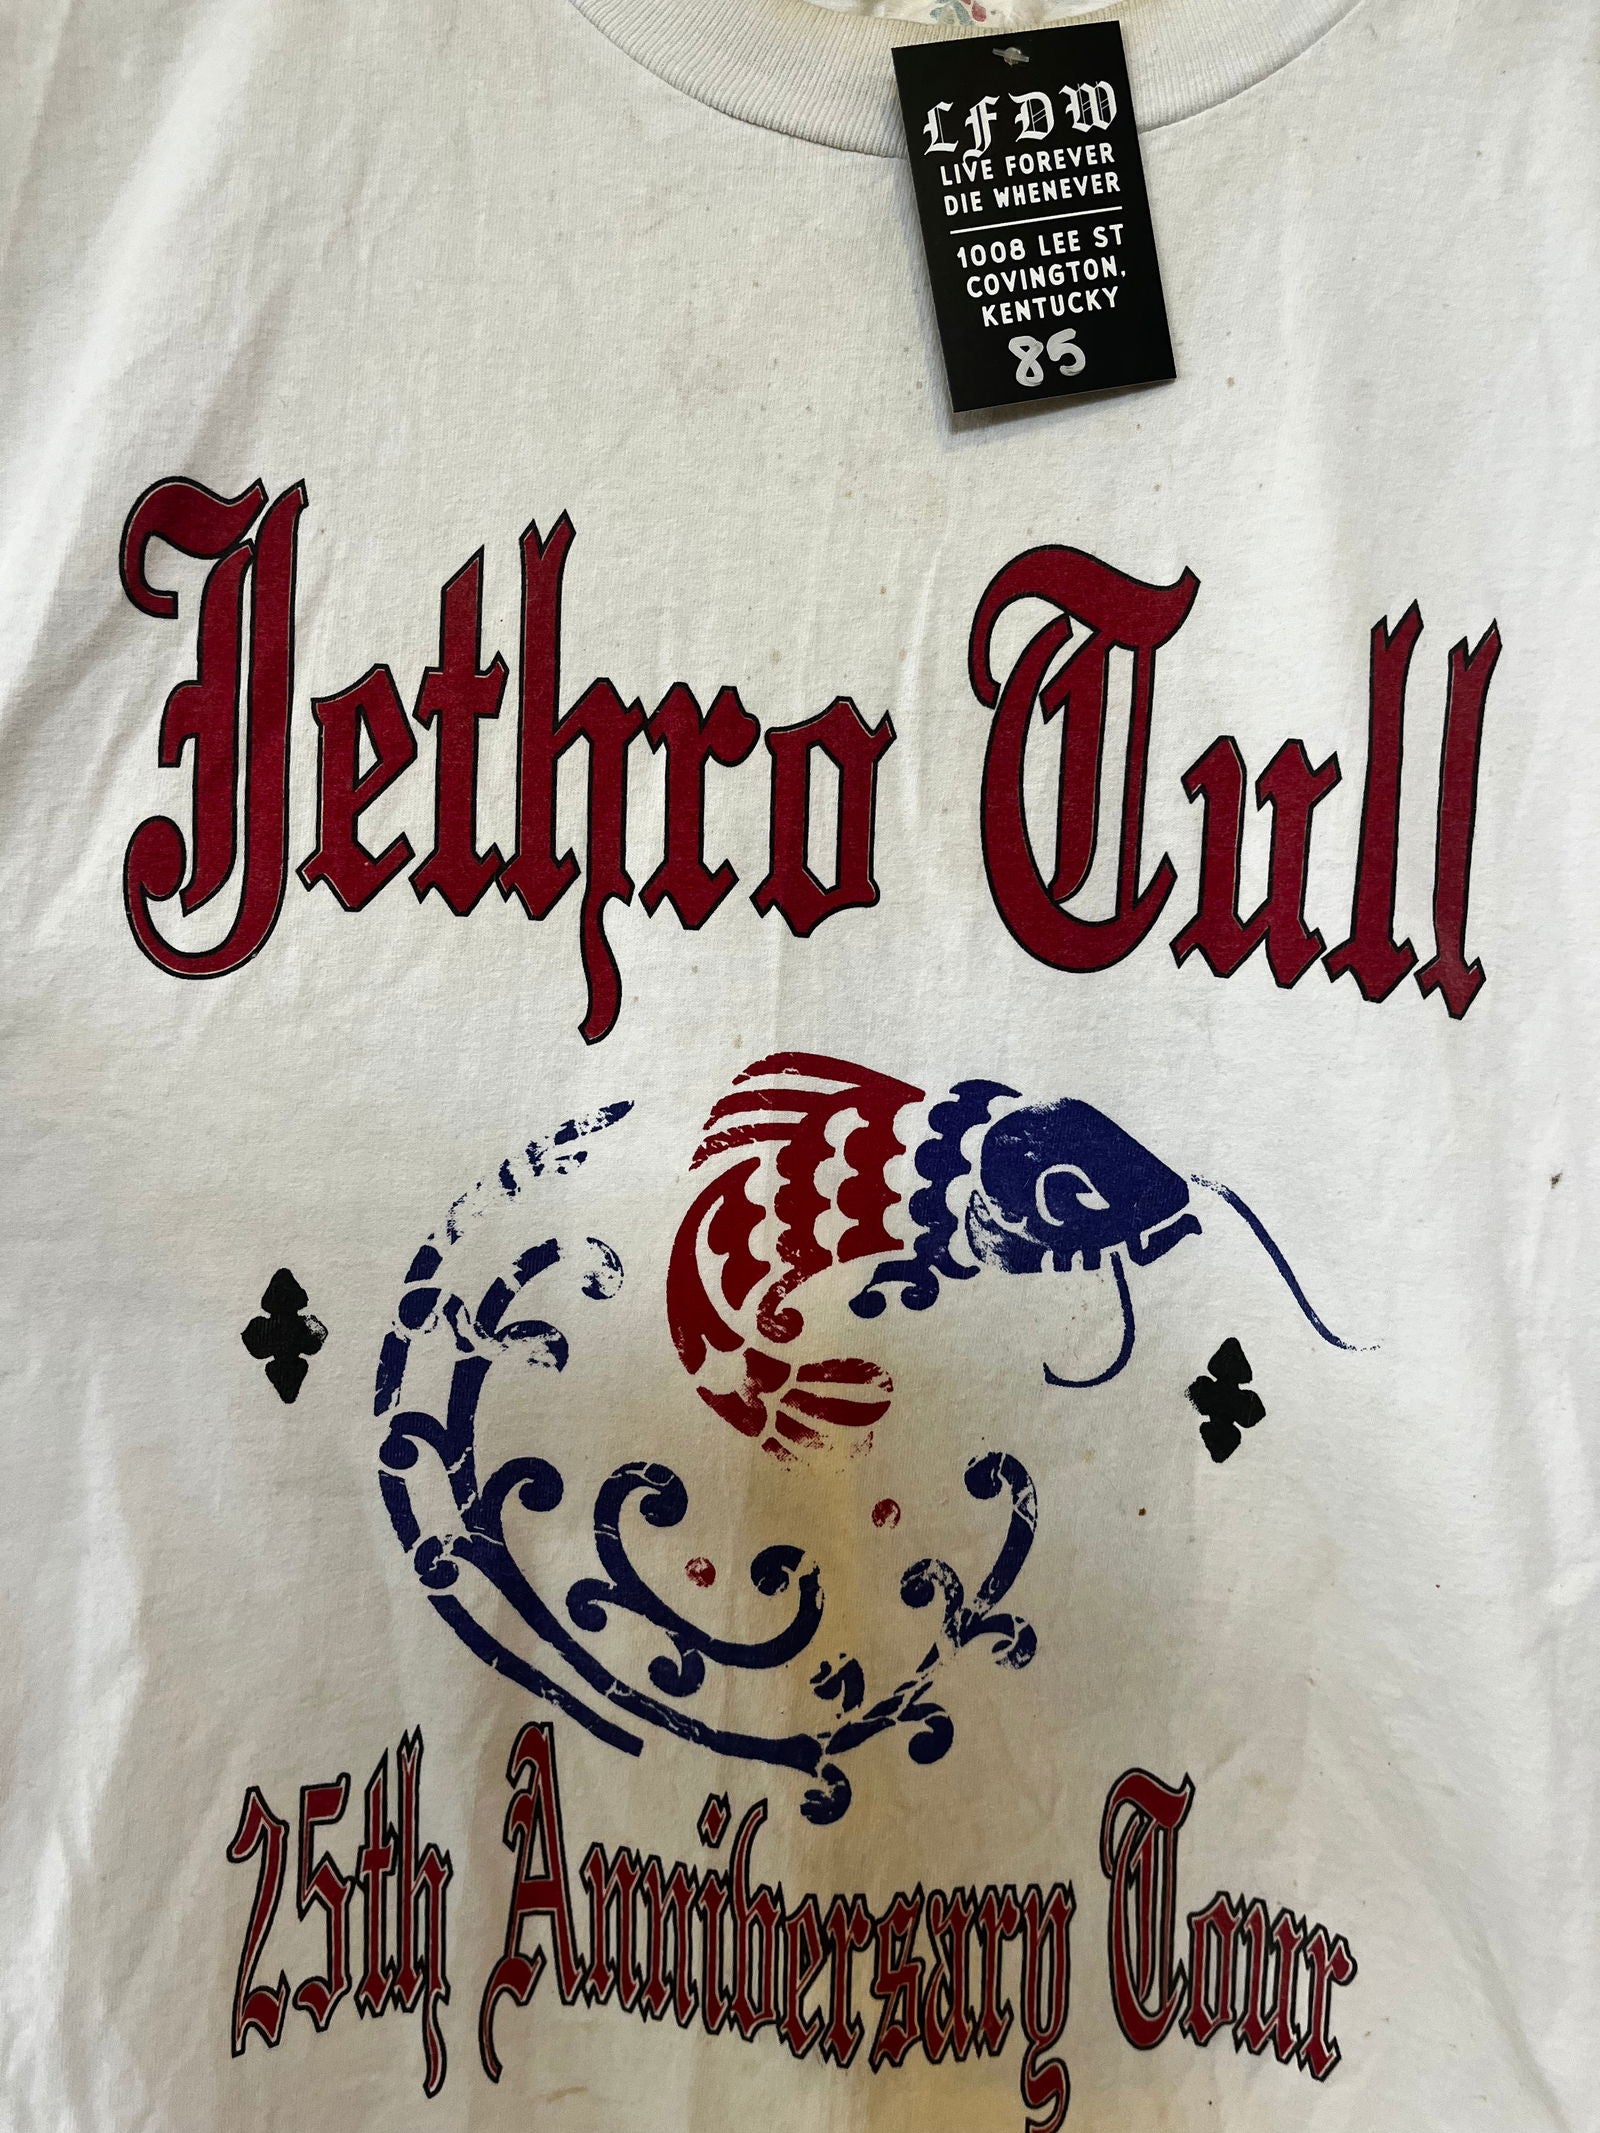 LFDW
LIVE FOREVER
DIE WHENEVER
1008 LEE ST
COVINGTON,
KENTUCKY
85
Jethro Tull
25th Anniversary Tour